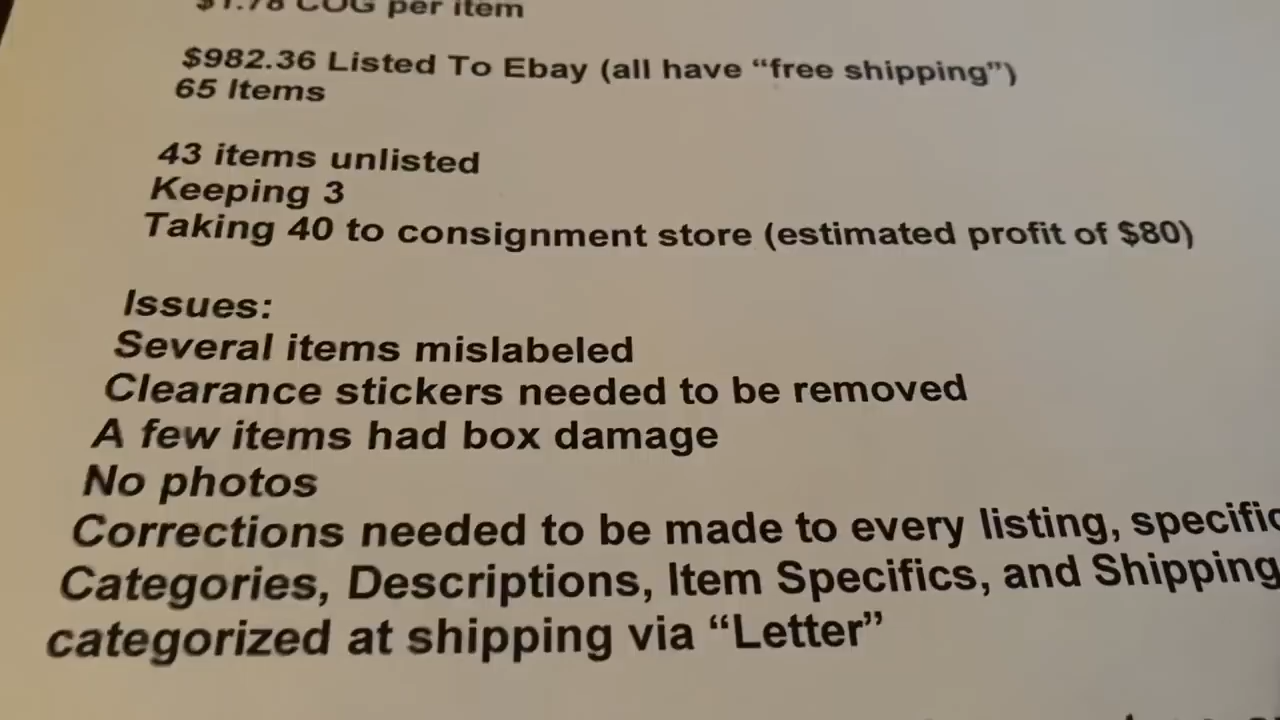 $1.78 COG per item
$982.36 Listed To Ebay (all have “free shipping”)
65 Items
43 items unlisted
Keeping 3
Taking 40 to consignment store (estimated profit of $80)
Issues:
Several items mislabeled
Clearance stickers needed to be removed
A few items had box damage
No photos
Corrections needed to be made to every listing, specific
Categories, Descriptions, Item Specifics, and Shipping
categorized at shipping via “Letter”